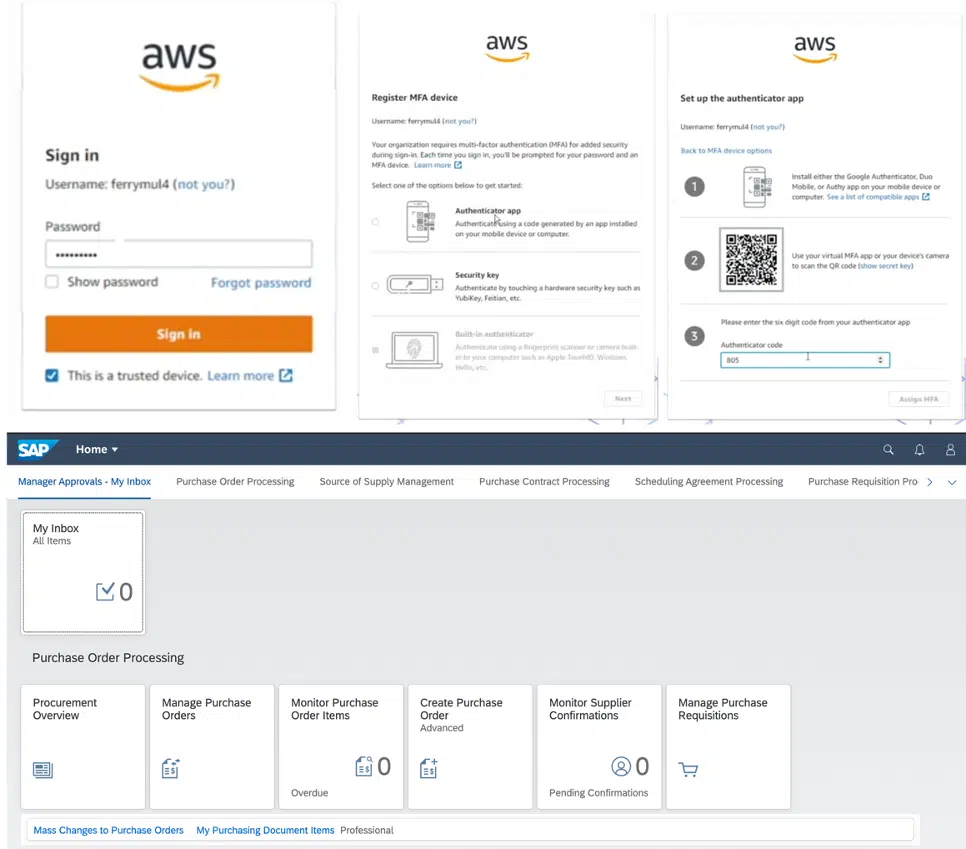 aws
Sign in
Username: ferrymul4 (not you?)
Password
Show password
Forgot password
Sign in
This is a trusted device. Learn more
aws
Register MFA device
Username: ferrymul4 (not you?)
Your organization requires multi-factor authentication (MFA) for added security
during sign-in. Each time you sign in, you'll be prompted for your password and an
MFA device. Learn more
Select one of the options below to get started:
Authenticator app
Authenticate using a code generated by an app installed
on your mobile device or computer.
Security key
Authenticate by touching a hardware security key such as
YubiKey, Feitian, etc.
Built-in authenticator
Authenticate using a fingerprint scanner or camera built-
in to your computer such as Apple TouchID, Windows
Hello, etc.
Next
aws
Set up the authenticator app
Username: ferrymul4 (not you?)
Back to MFA device options
1
Install either the Google Authenticator, Duo
Mobile, or Authy app on your mobile device or
computer. See a list of compatible apps
2
Use your virtual MFA app or your device's camera
to scan the QR code (show secret key)
3
Please enter the six digit code from your authenticator app
Authenticator code
805
Assign MFA
SAP
Home
Manager Approvals - My Inbox
Purchase Order Processing
Source of Supply Management
Purchase Contract Processing
Scheduling Agreement Processing
Purchase Requisition Pro
My Inbox
All Items
0
Purchase Order Processing
Procurement
Overview
Manage Purchase
Orders
Monitor Purchase
Order Items
0
Overdue
Create Purchase
Order
Advanced
Monitor Supplier
Confirmations
0
Pending Confirmations
Manage Purchase
Requisitions
Mass Changes to Purchase Orders
My Purchasing Document Items Professional